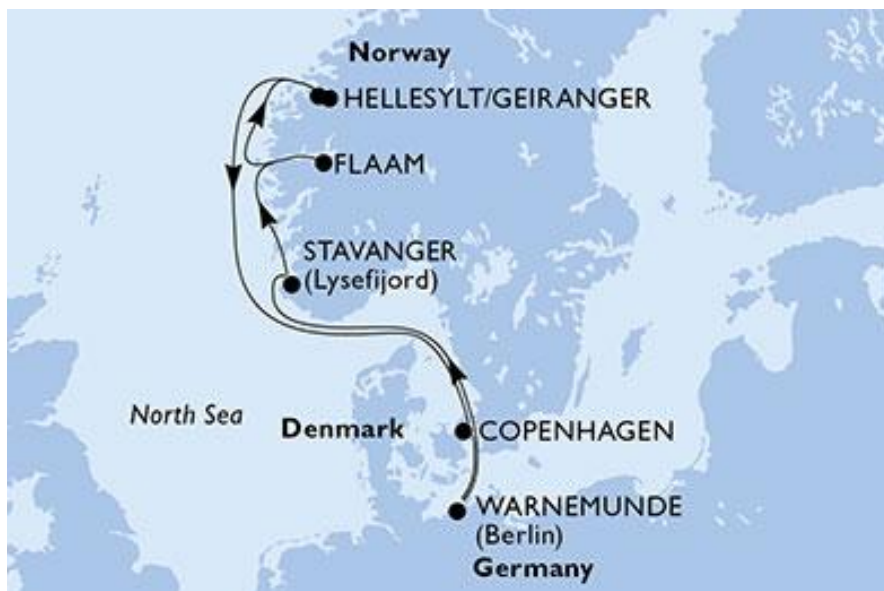 Norway
HELLESYLT/GEIRANGER
FLAAM
STAVANGER
(Lysefijord)
North Sea
Denmark
COPENHAGEN
WARNEMUNDE
(Berlin)
Germany